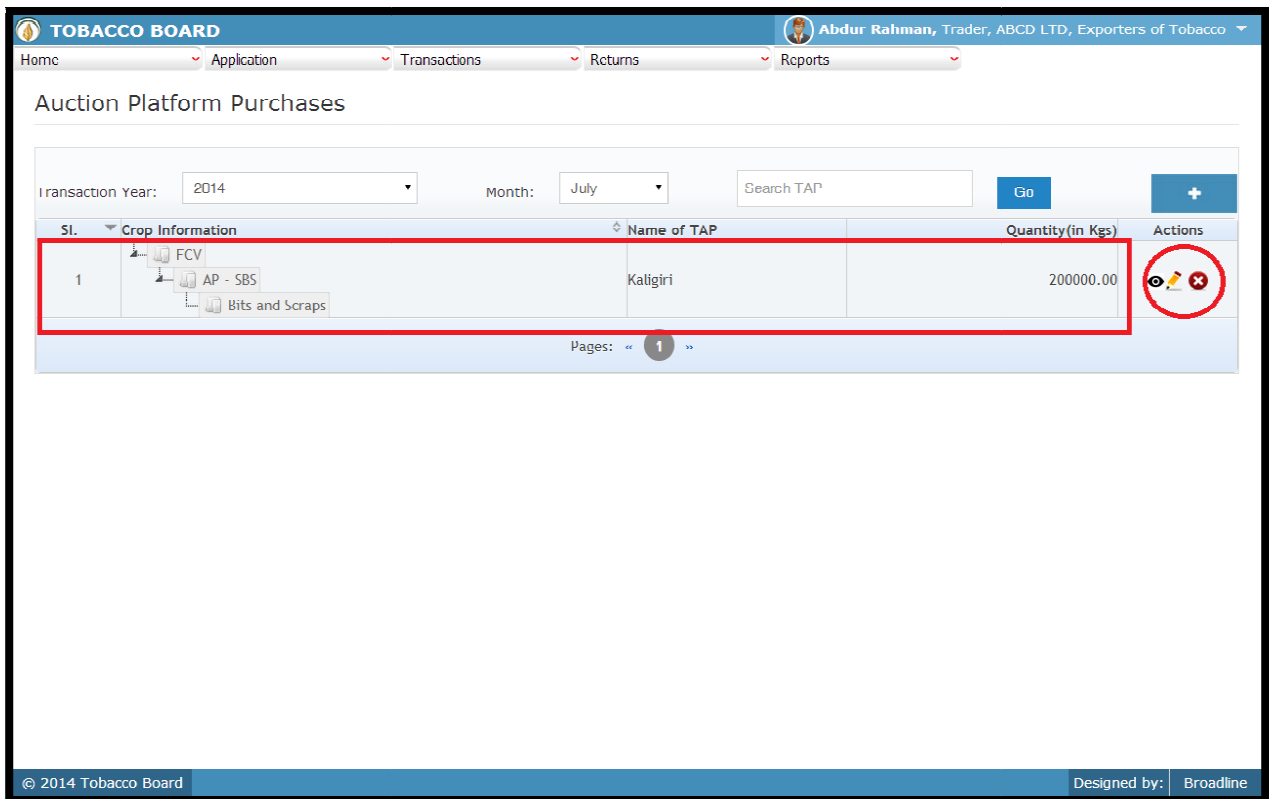 TOBACCO BOARD
Abdur Rahman, Trader, ABCD LTD, Exporters of Tobacco
Home Application Transactions Returns Reports
Auction Platform Purchases
Transaction Year: 2014 Month: July Search TAP Go +
Sl. Crop Information Name of TAP Quantity(in Kgs) Actions
FCV
1 AP - SBS Kaligiri 200000.00
Bits and Scraps
Pages: « 1 »
© 2014 Tobacco Board Designed by: Broadline